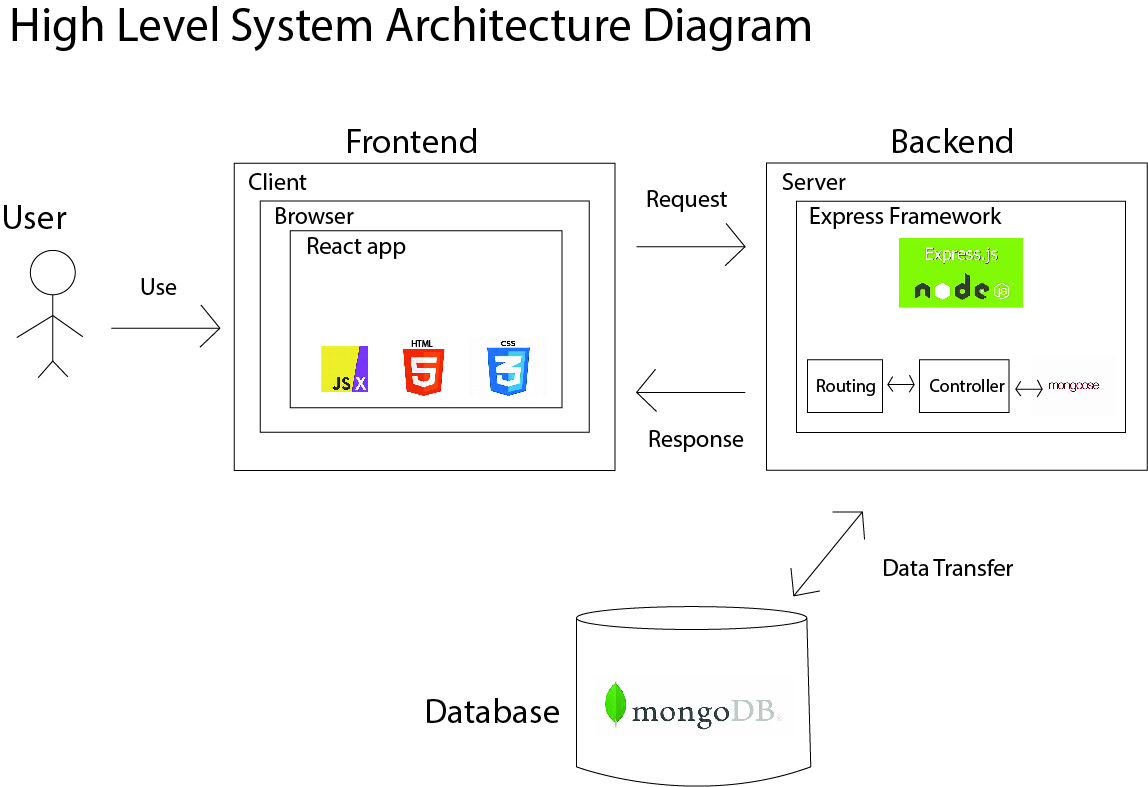 High Level System Architecture Diagram
Frontend
Backend
User
Use
Client
Browser
React app
JSX
HTML
5
CSS
3
Request
Response
Server
Express Framework
Express.js
node
JS
Routing
Controller
mongoose
Data Transfer
Database
mongoDB